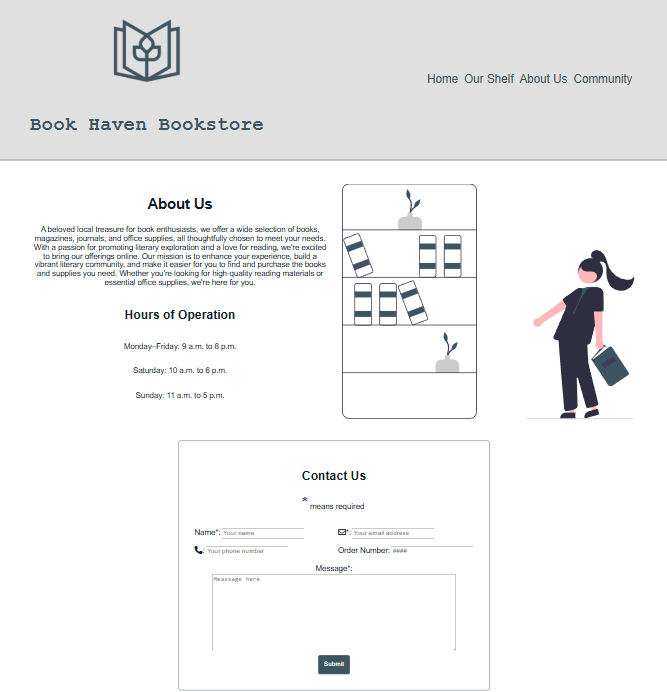 Home Our Shelf About Us Community
Book Haven Bookstore
About Us
A beloved local treasure for book enthusiasts, we offer a wide selection of books,
magazines, journals, and office supplies, all thoughtfully chosen to meet your needs.
With a passion for promoting literary exploration and a love for reading, we're excited
to bring our offerings online. Our mission is to enhance your experience, build a
vibrant literary community, and make it easier for you to find and purchase the books
and supplies you need. Whether you're looking for high-quality reading materials or
essential office supplies, we're here for you.
Hours of Operation
Monday–Friday: 9 a.m. to 8 p.m.
Saturday: 10 a.m. to 6 p.m.
Sunday: 11 a.m. to 5 p.m.
Contact Us
* means required
Name*: Your name
*: Your email address
: Your phone number
Order Number: ####
Message*:
Meassage here
Submit